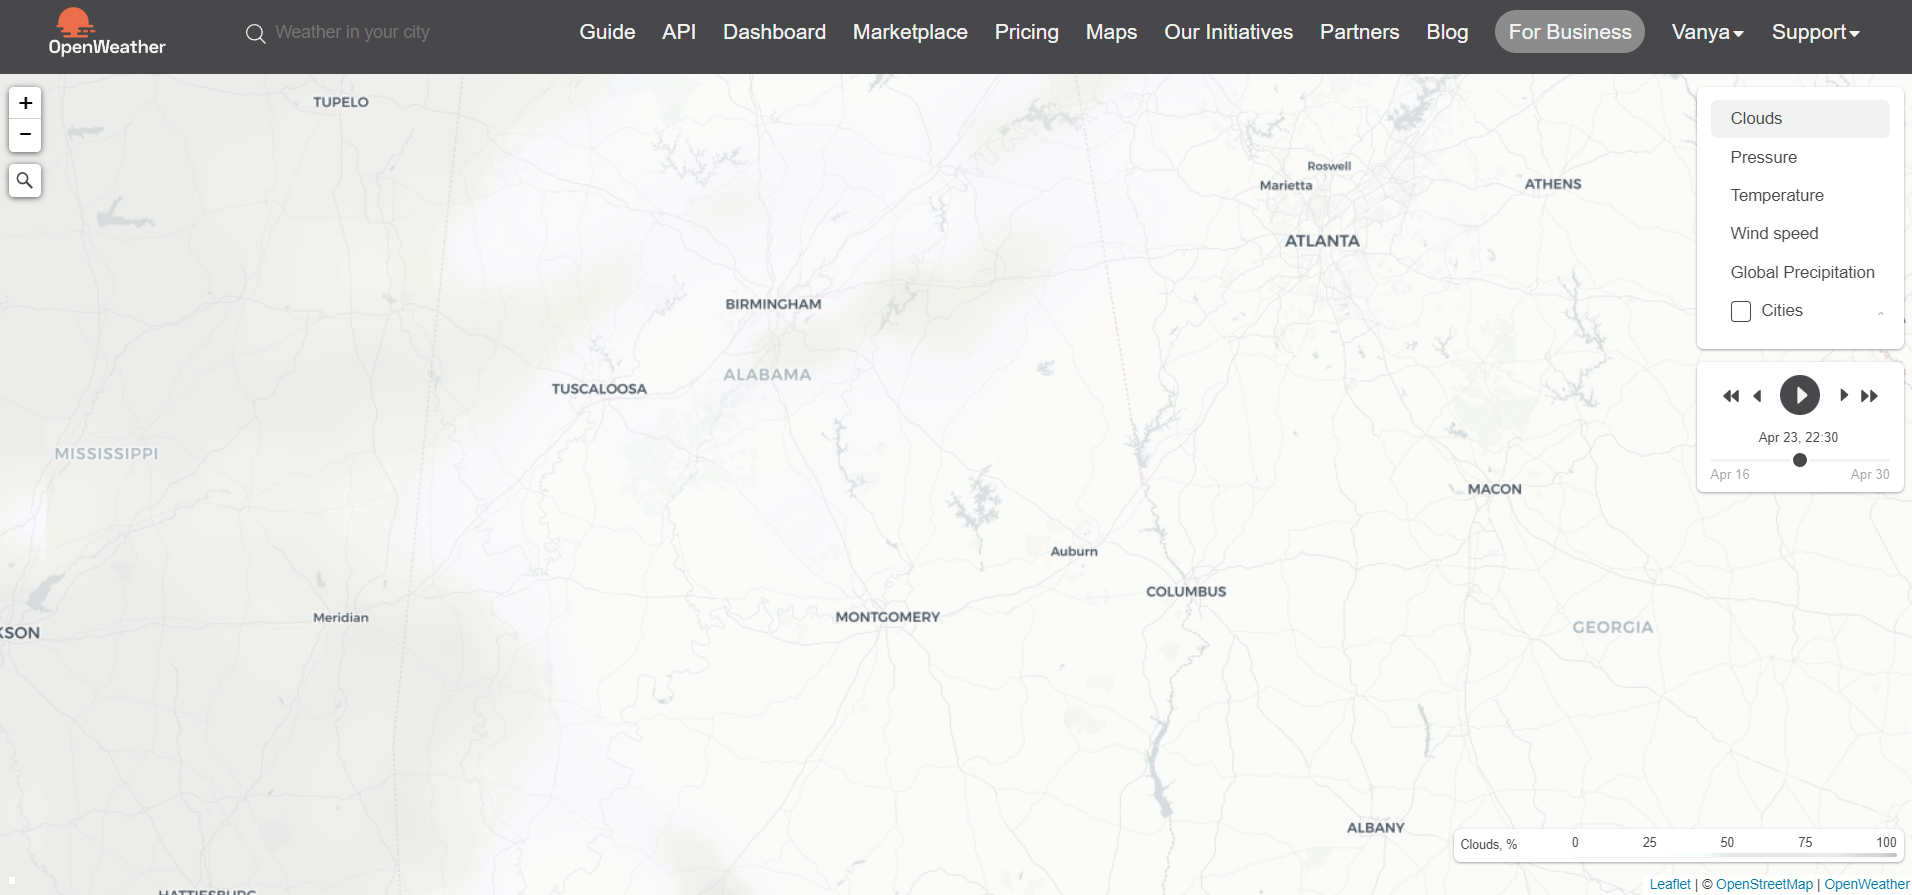 OpenWeather
Weather in your city
Guide API Dashboard Marketplace Pricing Maps Our Initiatives Partners Blog For Business Vanya Support
+
−
TUPELO
Roswell
Marietta
ATHENS
ATLANTA
BIRMINGHAM
ALABAMA
TUSCALOOSA
MISSISSIPPI
MACON
Auburn
COLUMBUS
Meridian
MONTGOMERY
KSON
GEORGIA
ALBANY
HATTIESBURG
Clouds
Pressure
Temperature
Wind speed
Global Precipitation
Cities
Apr 23, 22:30
Apr 16 Apr 30
Clouds, % 0 25 50 75 100
Leaflet | © OpenStreetMap | OpenWeather